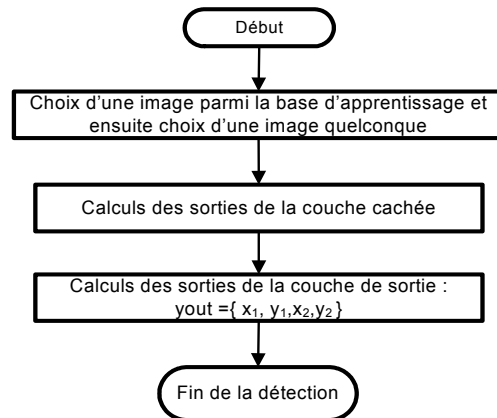 Début
Choix d'une image parmi la base d'apprentissage et
ensuite choix d'une image quelconque
Calculs des sorties de la couche cachée
Calculs des sorties de la couche de sortie :
yout ={ x₁, y₁,x₂,y₂ }
Fin de la détection